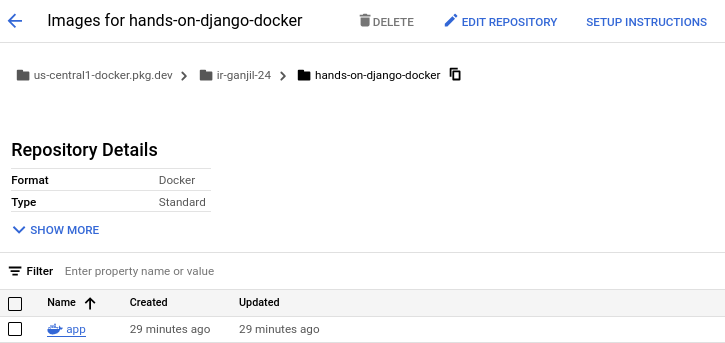 Images for hands-on-django-docker DELETE EDIT REPOSITORY SETUP INSTRUCTIONS
us-central1-docker.pkg.dev ir-ganjil-24 hands-on-django-docker
Repository Details
Format Docker
Type Standard
SHOW MORE
Filter Enter property name or value
Name Created Updated
app 29 minutes ago 29 minutes ago